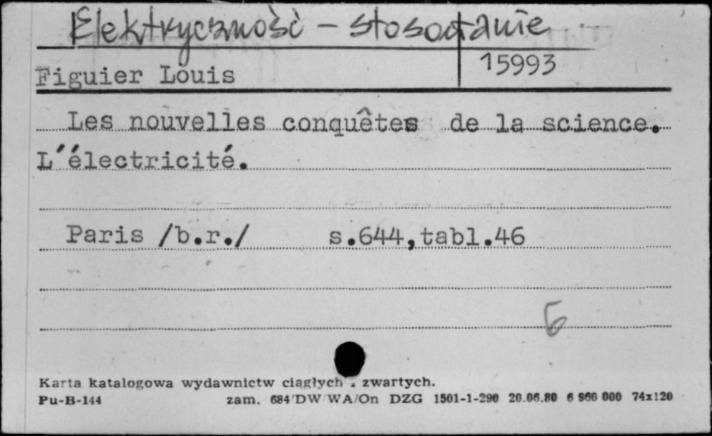 Elektryczność - stosowanie
15993
Figuier Louis
Les nouvelles conquêtes de la science.
L'électricité.
Paris /b.r./ s.644,tabl.46
Karta katalogowa wydawnictw ciągłych . zwartych.
Pu-B-144 zam. 684/DW WA/On DZG 1501-1-290 20.06.80 6 960 000 74x120